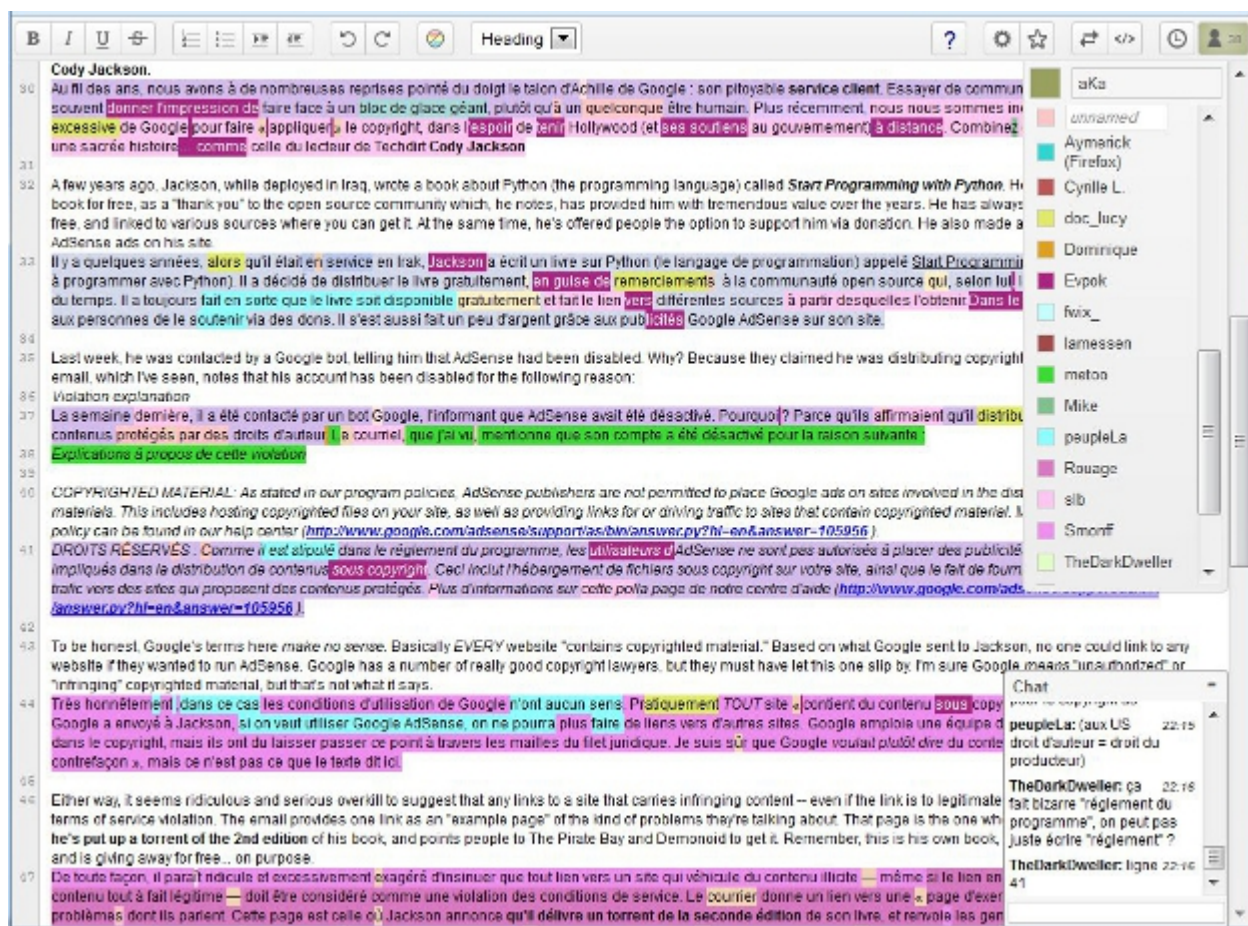 B I U S Heading ? </> 30
Cody Jackson.
30 Au fil des ans, nous avons à de nombreuses reprises pointé du doigt le talon d'Achille de Google : son pitoyable service client. Essayer de commun
souvent donner l'impression de faire face à un bloc de glace géant, plutôt qu'à un quelconque être humain. Plus récemment, nous nous sommes in
excessive de Google pour faire « appliquer » le copyright, dans l'espoir de tenir Hollywood (et ses soutiens au gouvernement) à distance. Combinez
une sacrée histoire... comme celle du lecteur de Techdirt Cody Jackson
31
32 A few years ago, Jackson, while deployed in Iraq, wrote a book about Python (the programming language) called Start Programming with Python. H
book for free, as a "thank you" to the open source community which, he notes, has provided him with tremendous value over the years. He has always
free, and linked to various sources where you can get it. At the same time, he's offered people the option to support him via donation. He also made a
AdSense ads on his site.
33 Il y a quelques années, alors qu'il était en service en Irak, Jackson a écrit un livre sur Python (le langage de programmation) appelé Start Programmin
à programmer avec Python). Il a décidé de distribuer le livre gratuitement, en guise de remerciements à la communauté open source qui, selon lui, l
du temps. Il a toujours fait en sorte que le livre soit disponible gratuitement et fait le lien vers différentes sources à partir desquelles l'obtenir. Dans le
aux personnes de le soutenir via des dons. Il s'est aussi fait un peu d'argent grâce aux publicités Google AdSense sur son site.
34
35 Last week, he was contacted by a Google bot, telling him that AdSense had been disabled. Why? Because they claimed he was distributing copyright
email, which I've seen, notes that his account has been disabled for the following reason:
36 Violation explanation
37 La semaine dernière, il a été contacté par un bot Google, l'informant que AdSense avait été désactivé. Pourquoi ? Parce qu'ils affirmaient qu'il distribu
contenus protégés par des droits d'auteur. Le courriel, que j'ai vu, mentionne que son compte a été désactivé pour la raison suivante :
38 Explications à propos de cette violation
39
40 COPYRIGHTED MATERIAL: As stated in our program policies, AdSense publishers are not permitted to place Google ads on sites involved in the dis
materials. This includes hosting copyrighted files on your site, as well as providing links for or driving traffic to sites that contain copyrighted material.
policy can be found in our help center (http://www.google.com/adsense/support/as/bin/answer.py?hl=en&answer=105956 ).
41 DROITS RÉSERVÉS : Comme il est stipulé dans le règlement du programme, les utilisateurs d'AdSense ne sont pas autorisés à placer des publicité
impliqués dans la distribution de contenus sous copyright. Ceci inclut l'hébergement de fichiers sous copyright sur votre site, ainsi que le fait de fourn
trafic vers des sites qui proposent des contenus protégés. Plus d'informations sur cette polla page de notre centre d'aide (http://www.google.com/ads
/answer.py?hl=en&answer=105956 ).
42
43 To be honest, Google's terms here make no sense. Basically EVERY website "contains copyrighted material." Based on what Google sent to Jackson, no one could link to any
website if they wanted to run AdSense. Google has a number of really good copyright lawyers, but they must have let this one slip by. I'm sure Google means "unauthorized" or
"infringing" copyrighted material, but that's not what it says.
44 Très honnêtement ,dans ce cas les conditions d'utilisation de Google n'ont aucun sens. Pratiquement TOUT site « contient du contenu sous copy
Google a envoyé à Jackson, si on veut utiliser Google AdSense, on ne pourra plus faire de liens vers d'autres sites. Google emploie une équipe d
dans le copyright, mais ils ont du laisser passer ce point à travers les mailles du filet juridique. Je suis sûr que Google voulait plutôt dire du conte
contrefaçon », mais ce n'est pas ce que le texte dit ici.
45
46 Either way, it seems ridiculous and serious overkill to suggest that any links to a site that carries infringing content -- even if the link is to legitimate
terms of service violation. The email provides one link as an "example page" of the kind of problems they're talking about. That page is the one wh
he's put up a torrent of the 2nd edition of his book, and points people to The Pirate Bay and Demonoid to get it. Remember, this is his own book,
and is giving away for free... on purpose.
47 De toute façon, il paraît ridicule et excessivement exagéré d'insinuer que tout lien vers un site qui véhicule du contenu illicite — même si le lien en
contenu tout à fait légitime — doit être considéré comme une violation des conditions de service. Le courrier donne un lien vers une « page d'exer
problèmes dont ils parlent. Cette page est celle où Jackson annonce qu'il délivre un torrent de la seconde édition de son livre, et renvoie les gen
aKa
unnamed
Aymerick
(Firefox)
Cyrille L.
doc_lucy
Dominique
Evpok
fwix_
lamessen
metoo
Mike
peupleLa
Rouage
slb
Smonff
TheDarkDweller
Chat -
peupleLa: (aux US 22:15
droit d'auteur = droit du
producteur)
TheDarkDweller: ça 22:16
fait bizarre "réglement du
programme", on peut pas
juste écrire "réglement" ?
TheDarkDweller: ligne 22:16
41